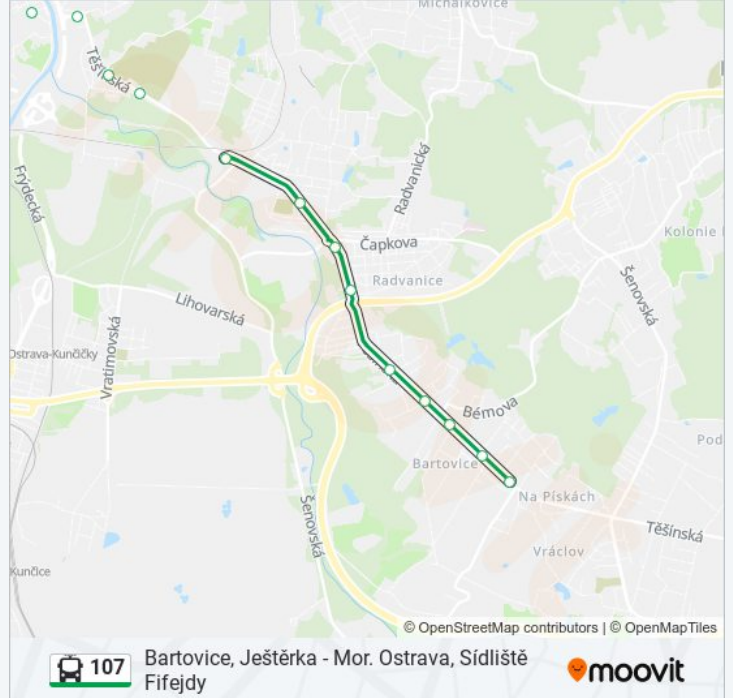 Michálkovice
Těšínská
Radvanická
Frýdecká
Čapkova
Kolonie
Radvanice
Šenovská
Lihovarská
Vratimovská
Ostrava-Kunčičky
Bémova
Bartovice
Pod
Na Pískách
Šenovská
Těšínská
Vráclov
Kunčice
© OpenStreetMap contributors | © OpenMapTiles
107
Bartovice, Ještěrka - Mor. Ostrava, Sídliště
Fifejdy
moovit